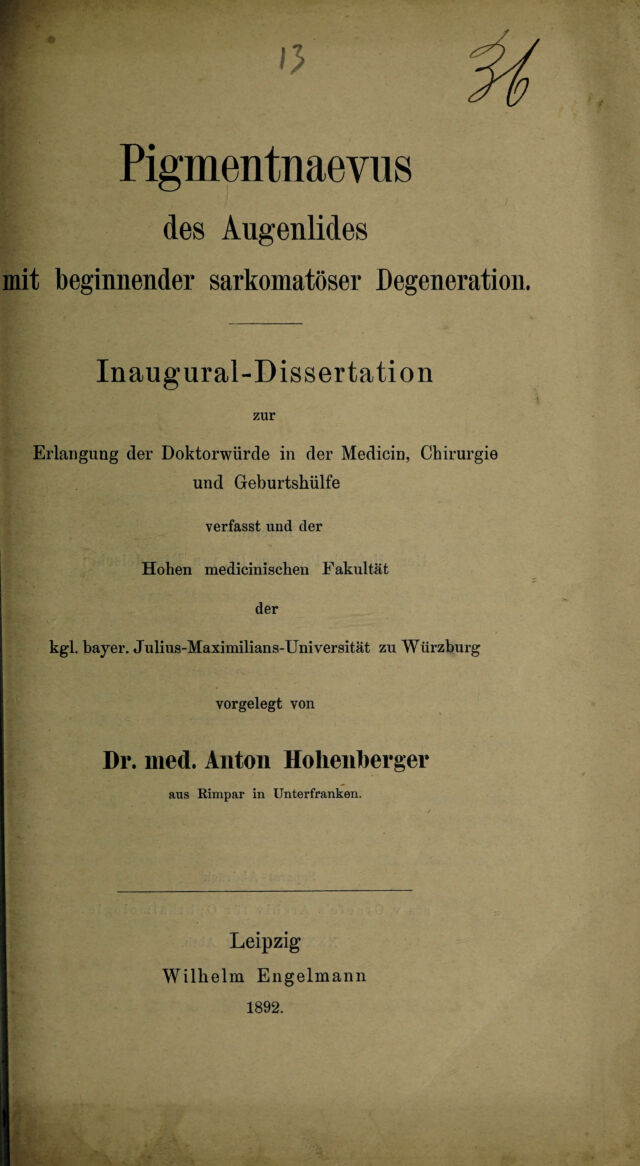 13
36
Pigmentnaevus
des Augenlides
mit beginnender sarkomatöser Degeneration.
Inaugural-Dissertation
zur
Erlangung der Doktorwürde in der Medicin, Chirurgie
und Geburtshülfe
verfasst und der
Hohen medicinischen Fakultät
der
kgl. bayer. Julius-Maximilians-Universität zu Würzburg
vorgelegt von
Dr. med. Anton Hohenberger
aus Rimpar in Unterfranken.
Leipzig
Wilhelm Engelmann
1892.